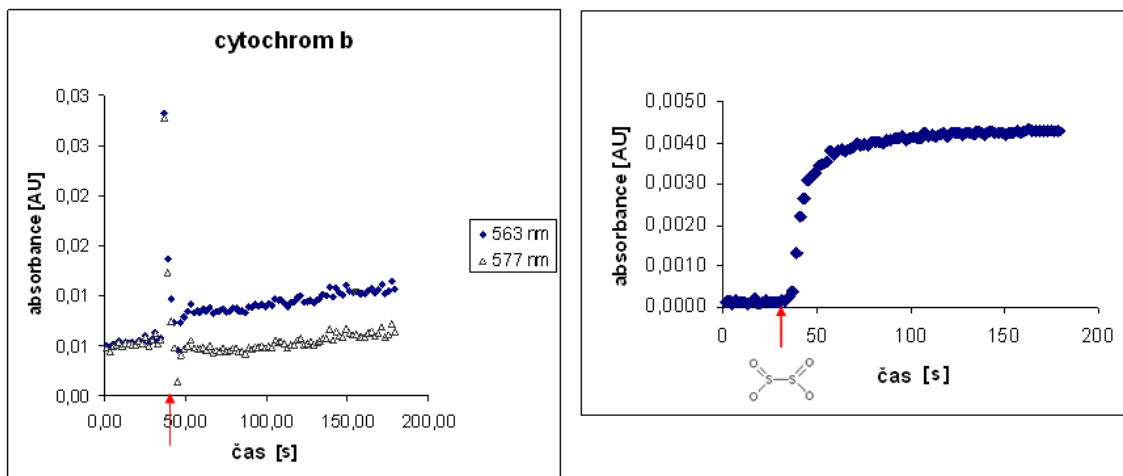 cytochrom b
absorbance [AU]
0,03
0,03
0,02
0,02
0,01
0,01
0,00
0,00 50,00 100,00 150,00 200,00
čas [s]
563 nm
577 nm
absorbance [AU]
0,0050
0,0040
0,0030
0,0020
0,0010
0,0000
0 50 100 150 200
čas [s]
O O
S S
O O